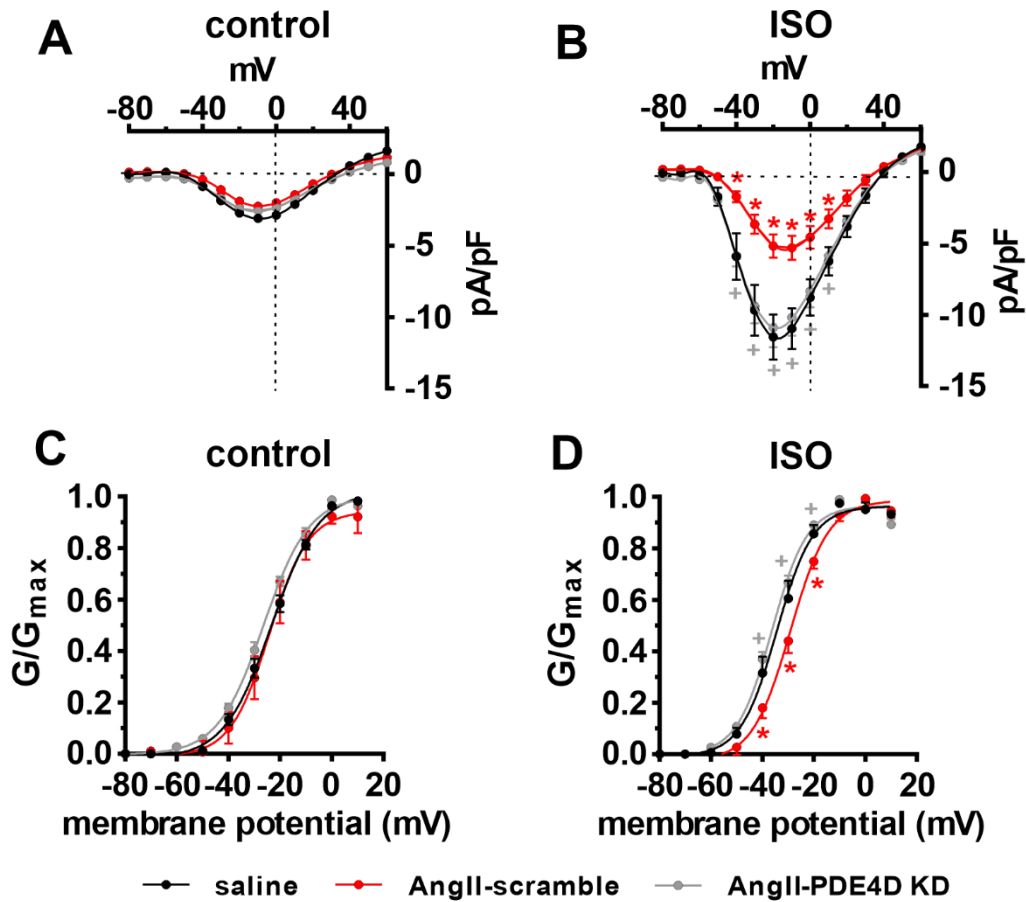 A
control
mV
-80 -40 0 40
0
-5
-10
-15
pA/pF
B
ISO
mV
-80 -40 0 40
0
-5
-10
-15
pA/pF
* * * * * *
+ + + + + +
C
control
G/Gmax
1.0
0.8
0.6
0.4
0.2
0.0
-80 -60 -40 -20 0 20
membrane potential (mV)
D
ISO
G/Gmax
1.0
0.8
0.6
0.4
0.2
0.0
+
+
+
*
*
*
-80 -60 -40 -20 0 20
membrane potential (mV)
saline AngII-scramble AngII-PDE4D KD